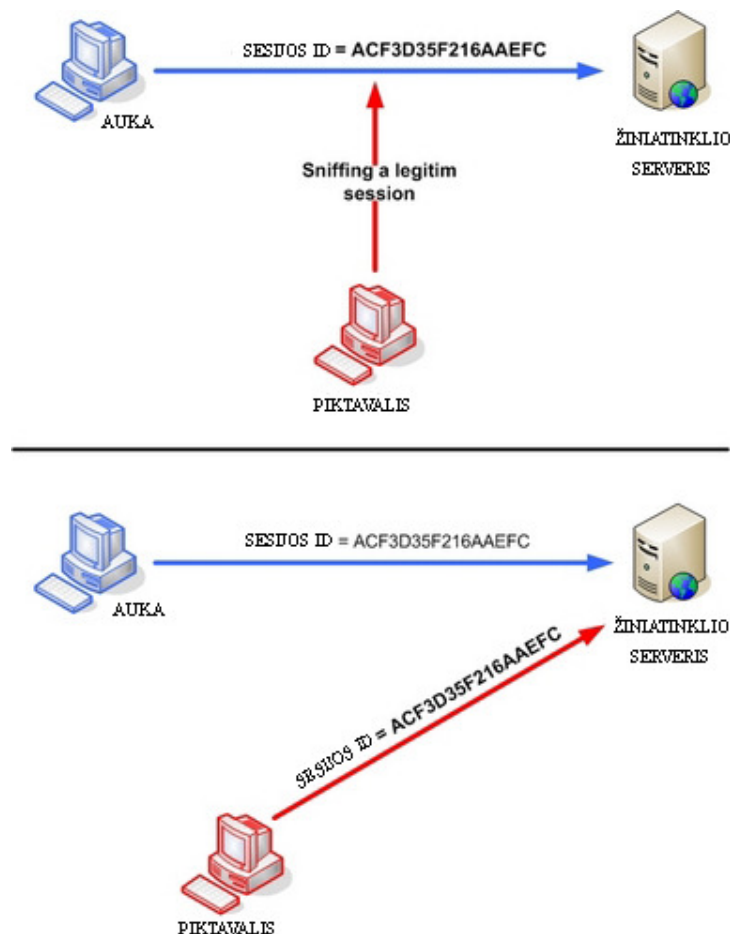 SESIJOS ID = ACF3D35F216AAEFC
AUKA
ŽINIATINKLIO
SERVERIS
Sniffing a legitim
session
PIKTAVALIS
SESIJOS ID = ACF3D35F216AAEFC
AUKA
ŽINIATINKLIO
SERVERIS
SESIJOS ID = ACF3D35F216AAEFC
PIKTAVALIS